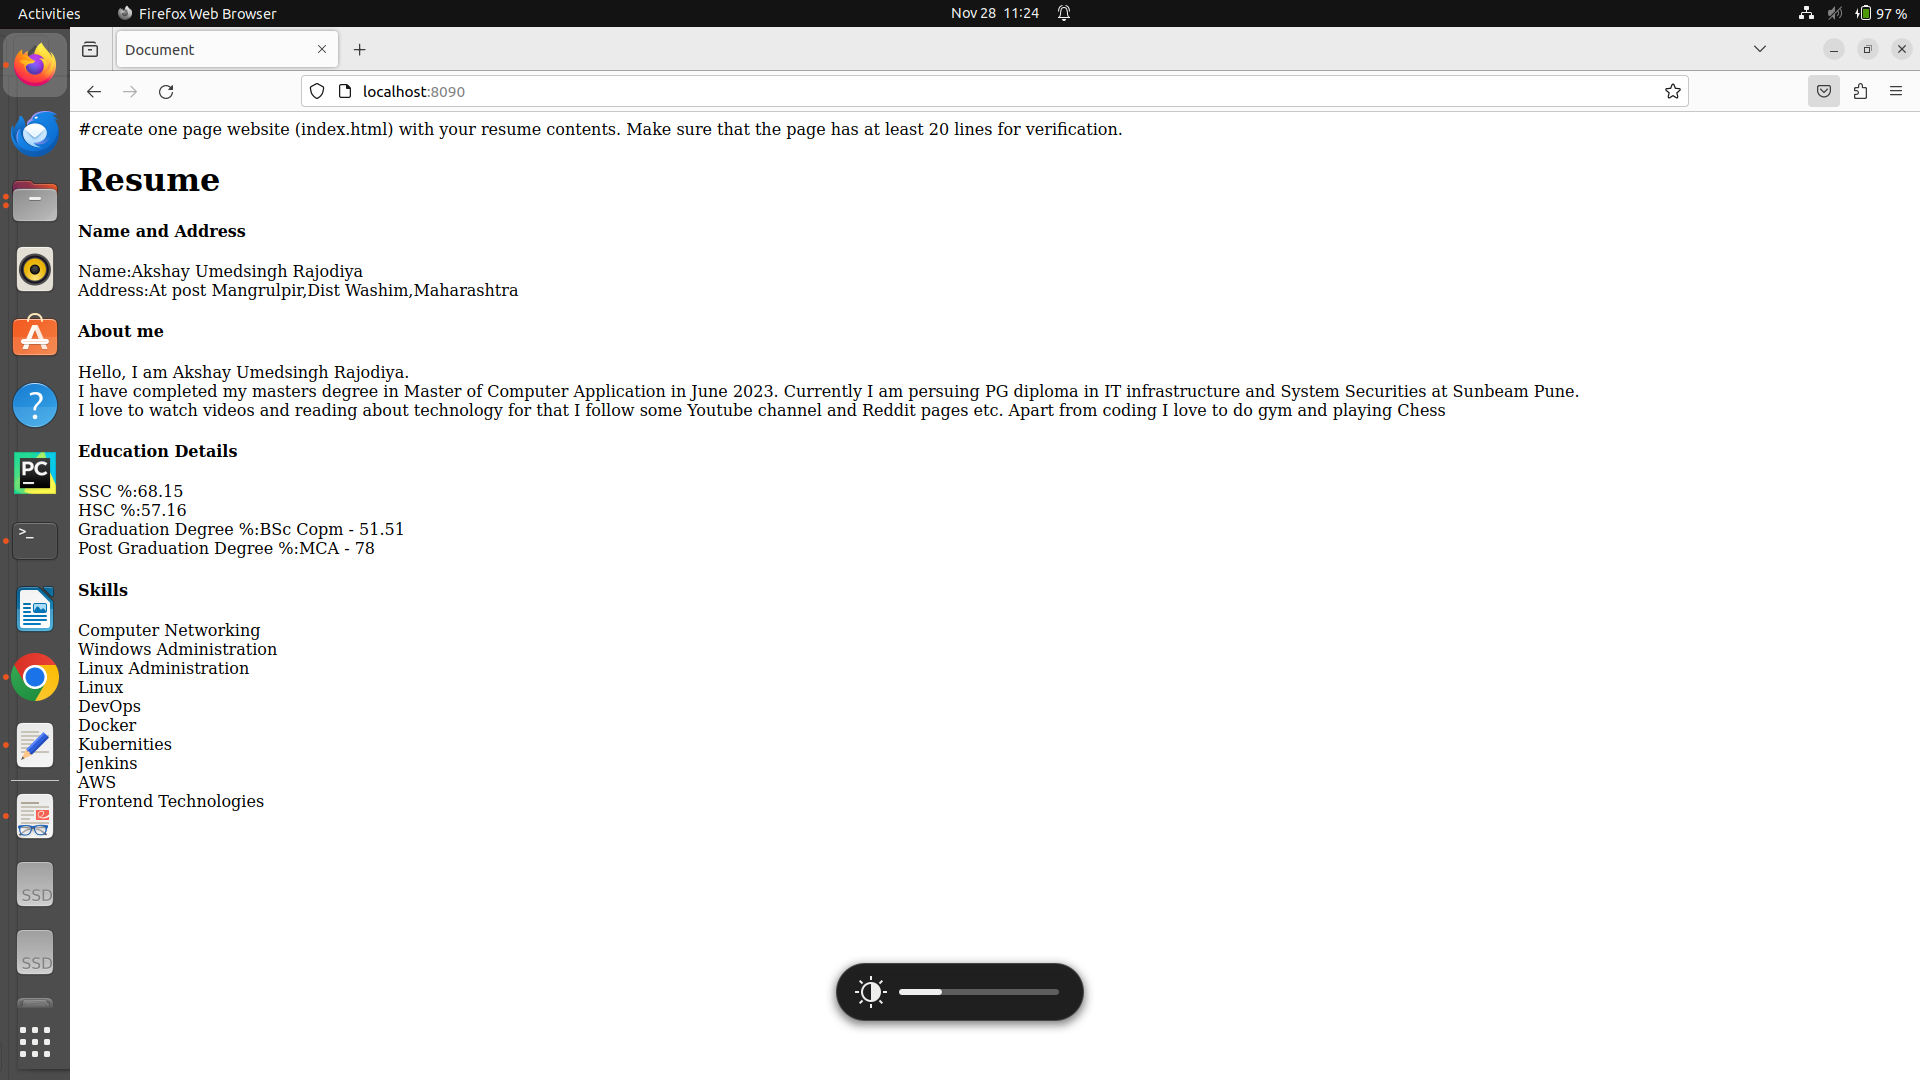 Activities
Firefox Web Browser
Nov 28 11:24
97 %
Document
localhost:8090
#create one page website (index.html) with your resume contents. Make sure that the page has at least 20 lines for verification.
Resume
Name and Address
Name:Akshay Umedsingh Rajodiya
Address:At post Mangrulpir,Dist Washim,Maharashtra
About me
Hello, I am Akshay Umedsingh Rajodiya.
I have completed my masters degree in Master of Computer Application in June 2023. Currently I am persuing PG diploma in IT infrastructure and System Securities at Sunbeam Pune.
I love to watch videos and reading about technology for that I follow some Youtube channel and Reddit pages etc. Apart from coding I love to do gym and playing Chess
Education Details
SSC %:68.15
HSC %:57.16
Graduation Degree %:BSc Copm - 51.51
Post Graduation Degree %:MCA - 78
Skills
Computer Networking
Windows Administration
Linux Administration
Linux
DevOps
Docker
Kubernities
Jenkins
AWS
Frontend Technologies
PC
>_
SSD
SSD